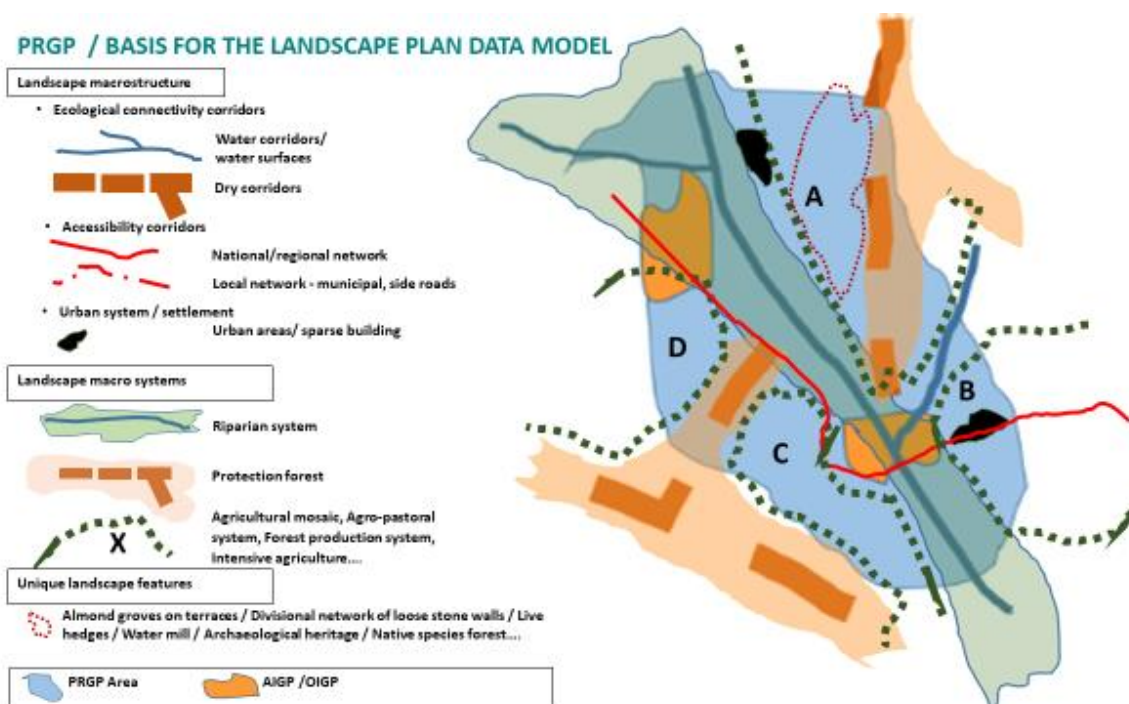 PRGP / BASIS FOR THE LANDSCAPE PLAN DATA MODEL
Landscape macrostructure
• Ecological connectivity corridors
Water corridors/
water surfaces
Dry corridors
• Accessibility corridors
National/regional network
Local network - municipal, side roads
• Urban system / settlement
Urban areas/ sparse building
Landscape macro systems
Riparian system
Protection forest
X
Agricultural mosaic, Agro-pastoral
system, Forest production system,
Intensive agriculture....
Unique landscape features
Almond groves on terraces / Divisional network of loose stone walls / Live
hedges / Water mill / Archaeological heritage / Native species forest....
PRGP Area
AIGP /OIGP
A
B
D
C